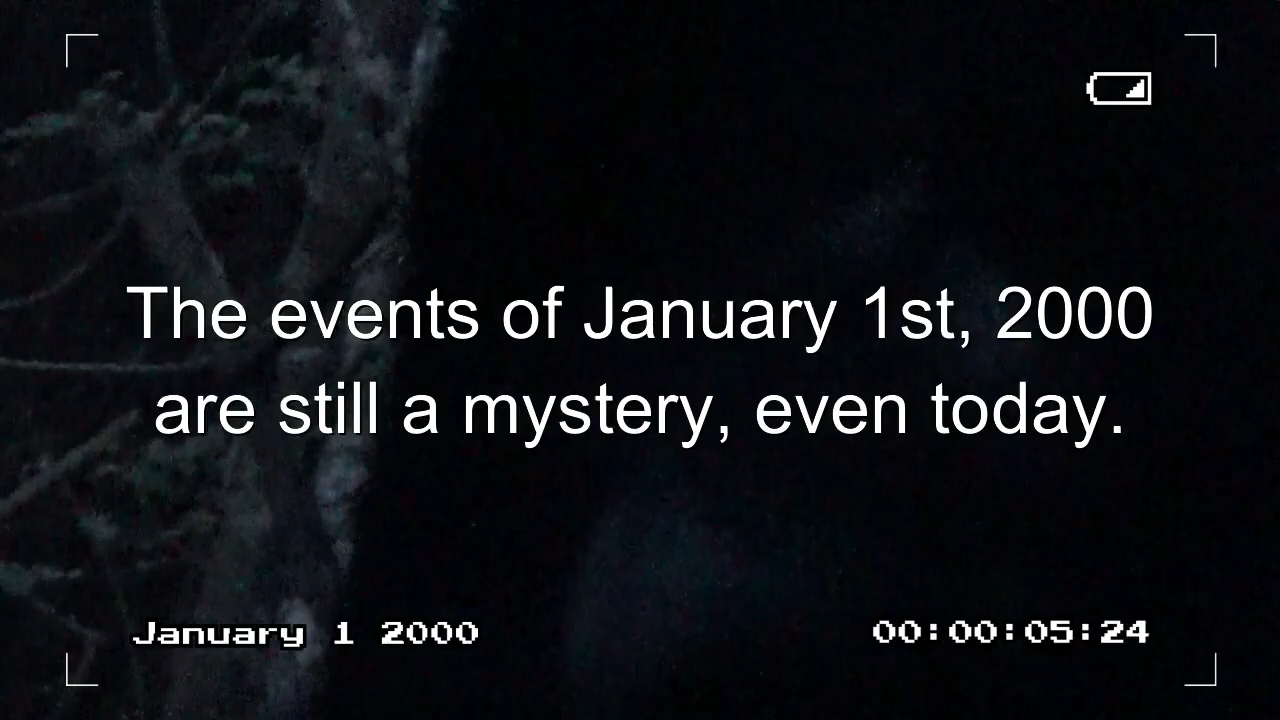 The events of January 1st, 2000
are still a mystery, even today.
January 1 2000
00:00:05:24